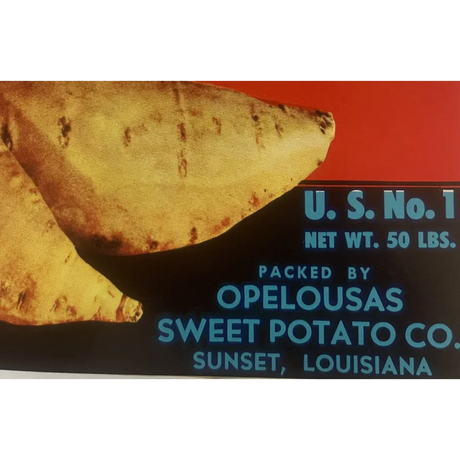 U. S. No. 1
NET WT. 50 LBS.
PACKED BY
OPELOUSAS
SWEET POTATO CO.
SUNSET, LOUISIANA